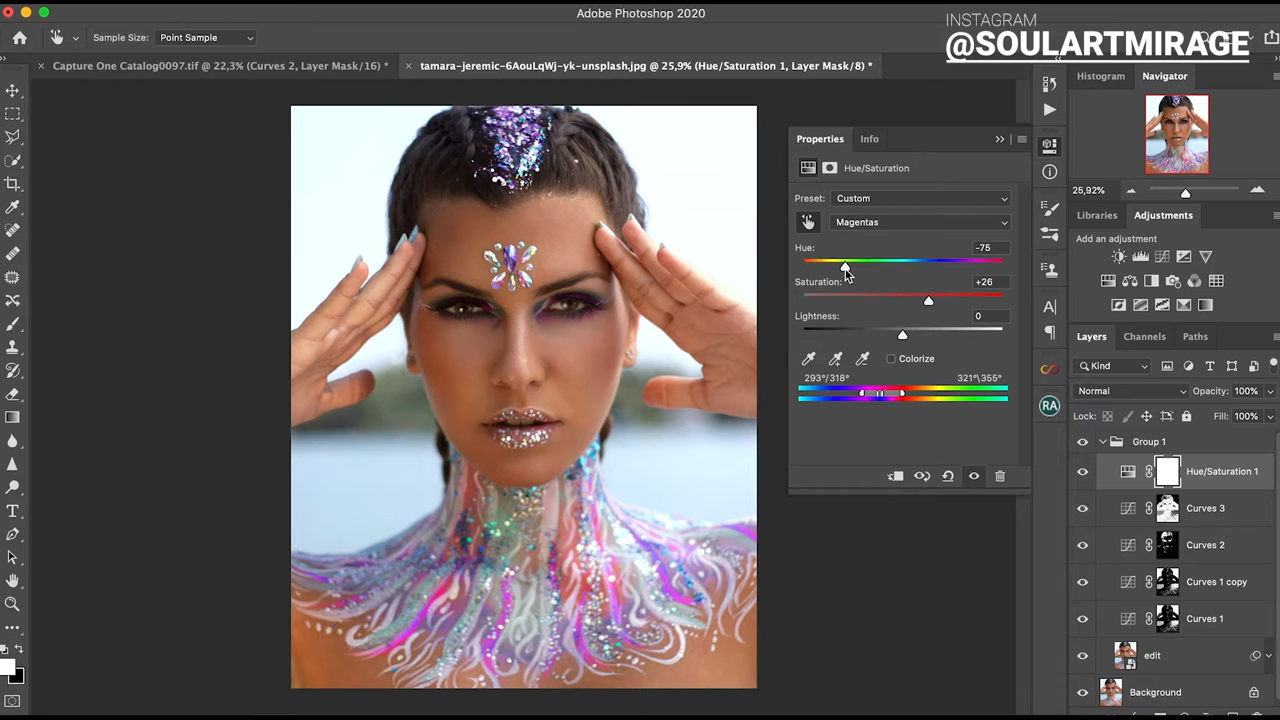 Adobe Photoshop 2020
INSTAGRAM
@SOULARTMIRAGE
Sample Size: Point Sample
Capture One Catalog0097.tif @ 22,3% (Curves 2, Layer Mask/16) *
tamara-jeremic-6AouLqWj-yk-unsplash.jpg @ 25,9% (Hue/Saturation 1, Layer Mask/8) *
Histogram Navigator
25,92%
Properties Info
Hue/Saturation
Preset: Custom
Magentas
Hue: -75
Saturation: +26
Lightness: 0
Colorize
293°/318° 321°\355°
Libraries Adjustments
Add an adjustment
Layers Channels Paths
Kind
Normal Opacity: 100%
Lock: Fill: 100%
Group 1
Hue/Saturation 1
Curves 3
Curves 2
Curves 1 copy
Curves 1
edit
Background
RA